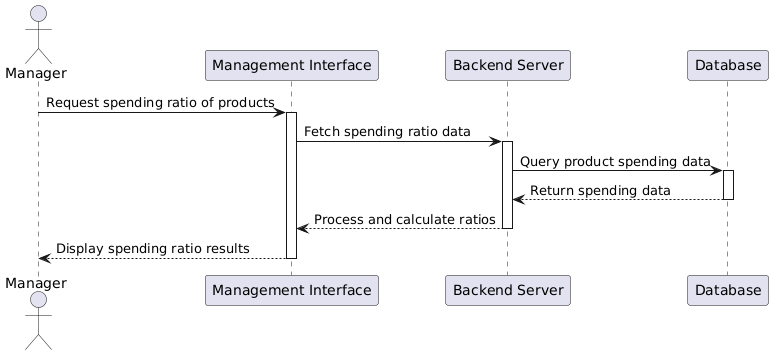 Manager
Management Interface
Backend Server
Database
Request spending ratio of products
Fetch spending ratio data
Query product spending data
Return spending data
Process and calculate ratios
Display spending ratio results
Manager
Management Interface
Backend Server
Database